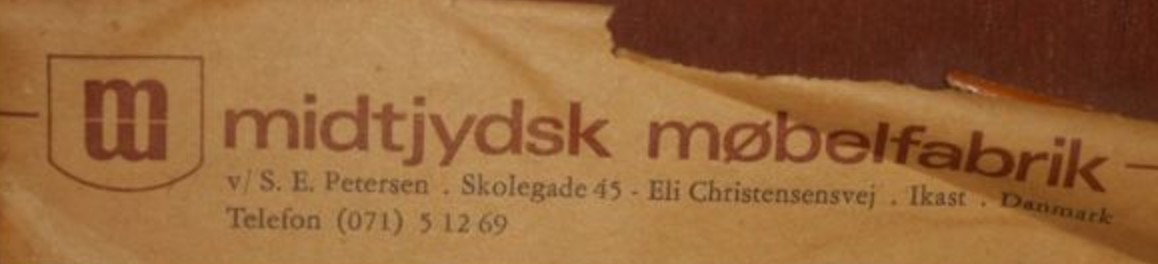 m
midtjydsk møbelfabrik
v/ S. E. Petersen . Skolegade 45 - Eli Christensensvej . Ikast . Danmark
Telefon (071) 5 12 69